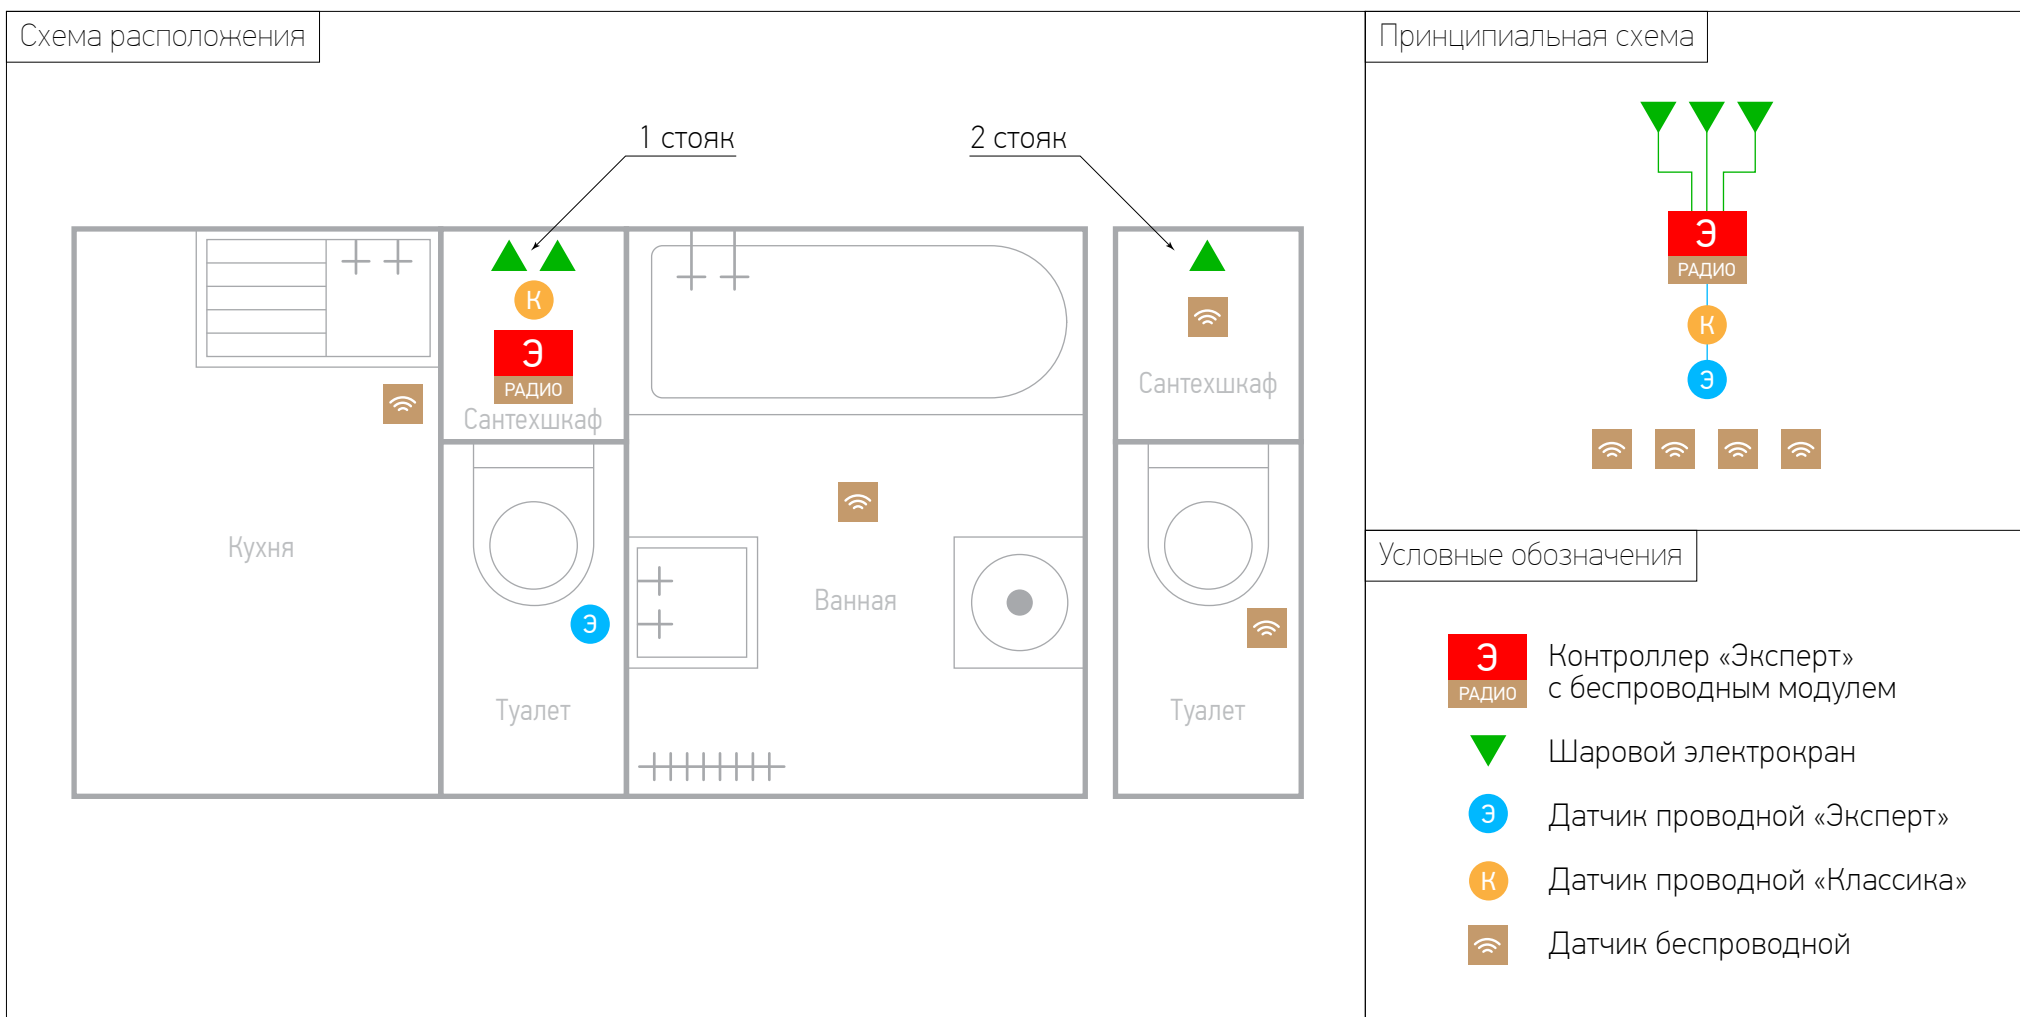 Схема расположения
1 стояк
2 стояк
К
Э
РАДИО
Сантехшкаф
Сантехшкаф
Кухня
Ванная
Э
Туалет
Туалет
Принципиальная схема
Э
РАДИО
К
Э
Условные обозначения
Э
РАДИО
Контроллер «Эксперт»
с беспроводным модулем
Шаровой электрокран
Э
Датчик проводной «Эксперт»
К
Датчик проводной «Классика»
Датчик беспроводной